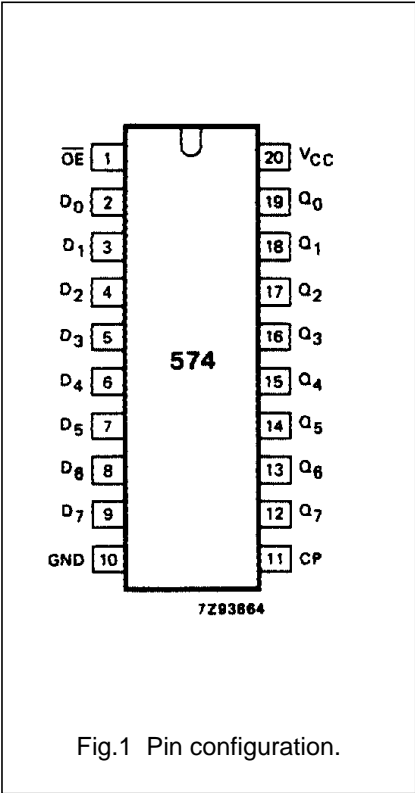 OE 1 20 VCC
D0 2 19 Q0
D1 3 18 Q1
D2 4 17 Q2
D3 5 16 Q3
574
D4 6 15 Q4
D5 7 14 Q5
D6 8 13 Q6
D7 9 12 Q7
GND 10 11 CP
7Z93664
Fig.1 Pin configuration.